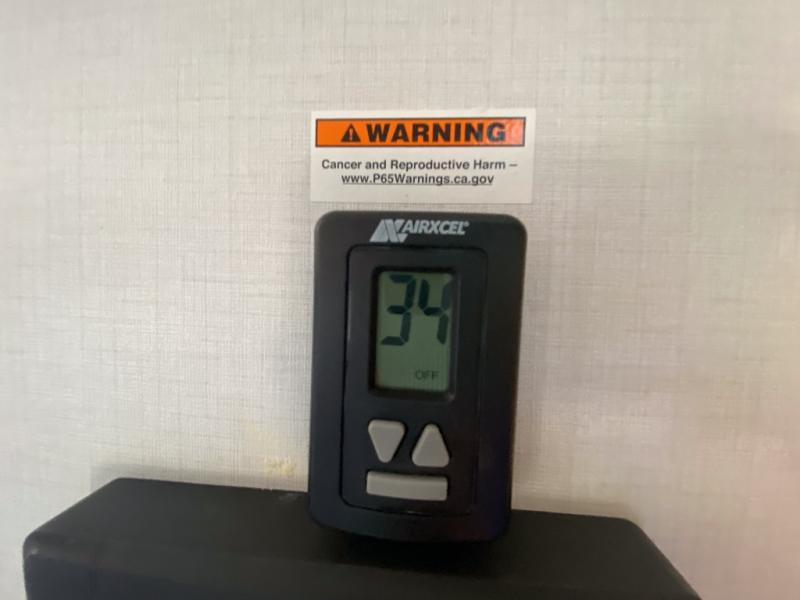 WARNING
Cancer and Reproductive Harm –
www.P65Warnings.ca.gov
AIRXCEL®
34
OFF